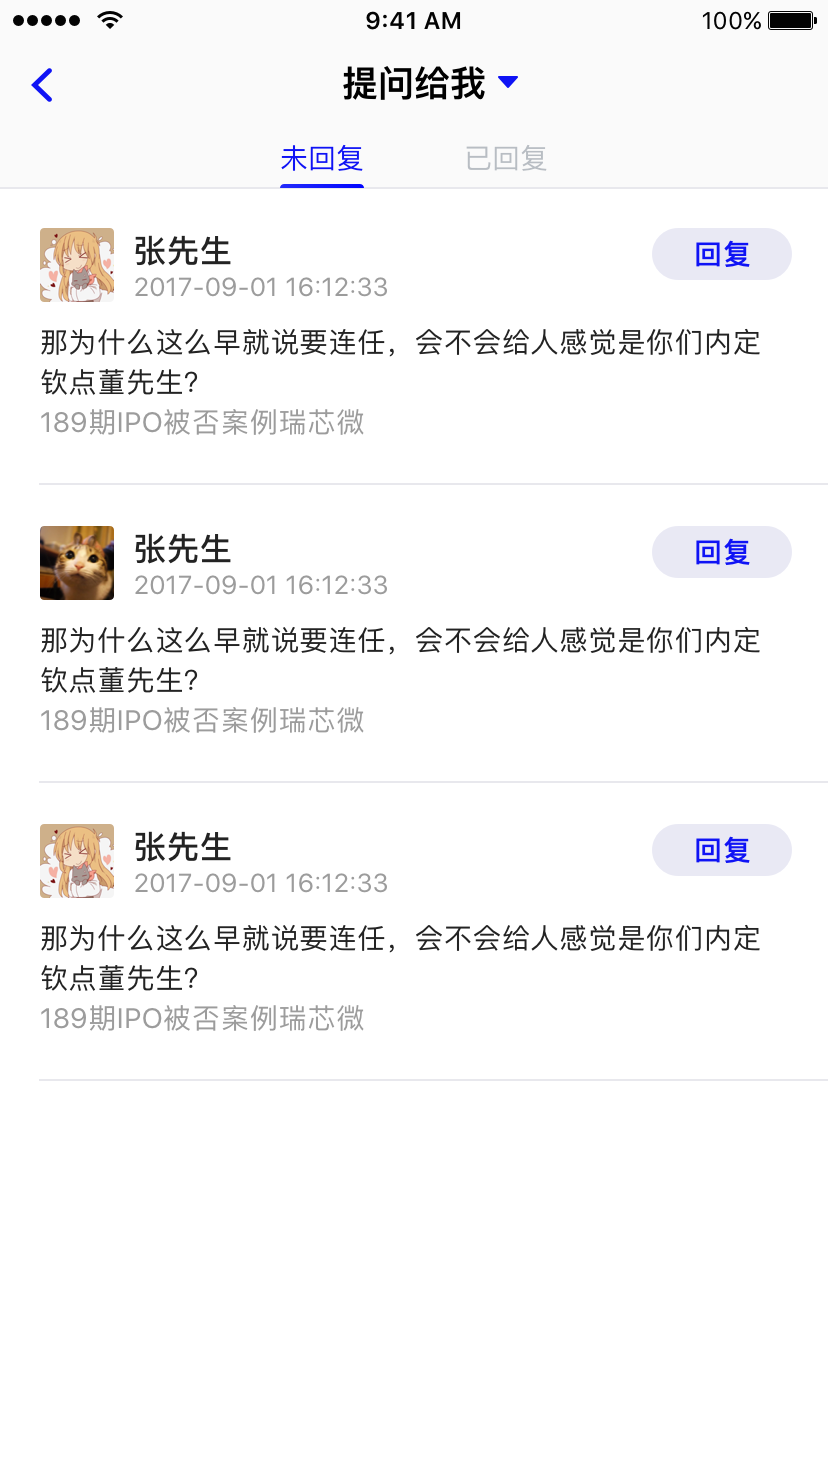 9:41 AM
100%
提问给我
未回复
已回复
张先生
回复
2017-09-01 16:12:33
那为什么这么早就说要连任，会不会给人感觉是你们内定
钦点董先生?
189期IPO被否案例瑞芯微
张先生
回复
2017-09-01 16:12:33
那为什么这么早就说要连任，会不会给人感觉是你们内定
钦点董先生?
189期IPO被否案例瑞芯微
张先生
回复
2017-09-01 16:12:33
那为什么这么早就说要连任，会不会给人感觉是你们内定
钦点董先生?
189期IPO被否案例瑞芯微